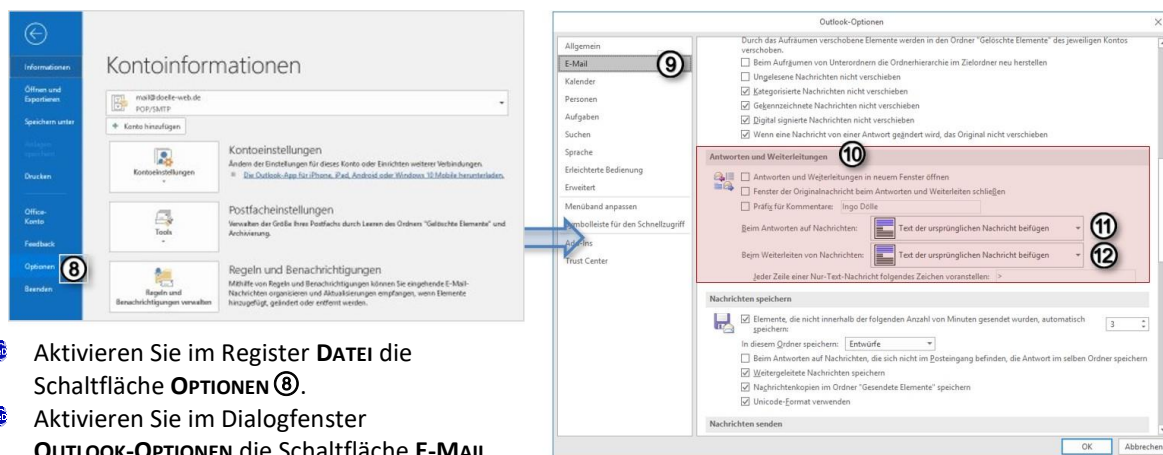 Informationen
Öffnen und
Exportieren
Speichern unter
Drucken
Office-
Konto
Feedback
Optionen ⑧
Beenden
Kontoinformationen
mail@doelle-web.de
POP/SMTP
+ Konto hinzufügen
Kontoeinstellungen
Kontoeinstellungen
Ändern der Einstellungen für dieses Konto oder Einrichten weiterer Verbindungen.
Die Outlook-App für iPhone, iPad, Android oder Windows 10 Mobile herunterladen.
Tools
Postfacheinstellungen
Verwalten der Größe Ihres Postfachs durch Leeren des Ordners "Gelöschte Elemente" und
Archivierung.
Regeln und
Benachrichtigungen verwalten
Regeln und Benachrichtigungen
Mithilfe von Regeln und Benachrichtigungen können Sie eingehende E-Mail-
Nachrichten organisieren und Aktualisierungen empfangen, wenn Elemente
hinzugefügt, geändert oder entfernt werden.
Aktivieren Sie im Register DATEI die
Schaltfläche OPTIONEN ⑧.
Aktivieren Sie im Dialogfenster
OUTLOOK-OPTIONEN die Schaltfläche E-MAIL
Outlook-Optionen
Allgemein
E-Mail ⑨
Kalender
Personen
Aufgaben
Suchen
Sprache
Erleichterte Bedienung
Erweitert
Menüband anpassen
Symbolleiste für den Schnellzugriff
Add-Ins
Trust Center
Durch das Aufräumen verschobene Elemente werden in den Ordner "Gelöschte Elemente" des jeweiligen Kontos
verschoben.
Beim Aufräumen von Unterordnern die Ordnerhierarchie im Zielordner neu herstellen
Ungelesene Nachrichten nicht verschieben
Kategorisierte Nachrichten nicht verschieben
Gekennzeichnete Nachrichten nicht verschieben
Digital signierte Nachrichten nicht verschieben
Wenn eine Nachricht von einer Antwort geändert wird, das Original nicht verschieben
Antworten und Weiterleitungen ⑩
Antworten und Weiterleitungen in neuem Fenster öffnen
Fenster der Originalnachricht beim Antworten und Weiterleiten schließen
Präfix für Kommentare: Ingo Dölle
Beim Antworten auf Nachrichten: Text der ursprünglichen Nachricht beifügen ⑪
Beim Weiterleiten von Nachrichten: Text der ursprünglichen Nachricht beifügen ⑫
Jeder Zeile einer Nur-Text-Nachricht folgendes Zeichen voranstellen: >
Nachrichten speichern
Elemente, die nicht innerhalb der folgenden Anzahl von Minuten gesendet wurden, automatisch 3
speichern:
In diesem Ordner speichern: Entwürfe
Beim Antworten auf Nachrichten, die sich nicht im Posteingang befinden, die Antwort im selben Ordner speichern
Weitergeleitete Nachrichten speichern
Nachrichtenkopien im Ordner "Gesendete Elemente" speichern
Unicode-Format verwenden
Nachrichten senden
OK Abbrechen